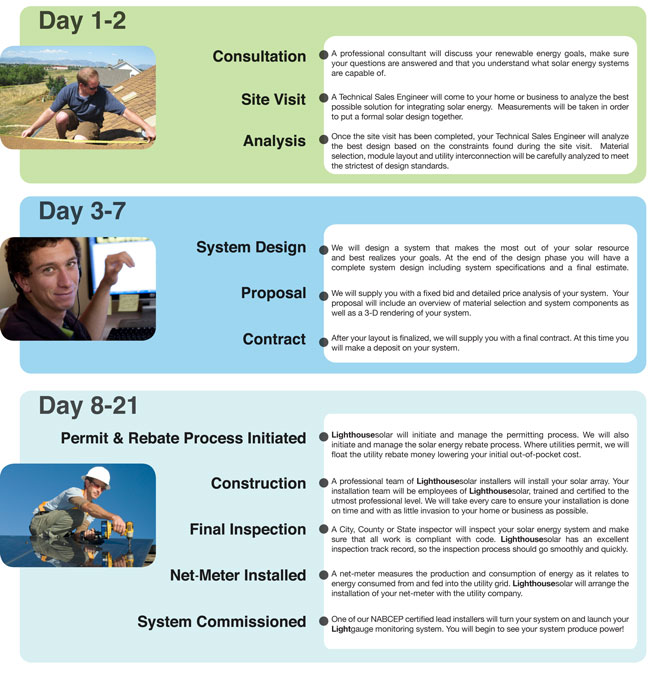 Day 1-2
Consultation
A professional consultant will discuss your renewable energy goals, make sure
your questions are answered and that you understand what solar energy systems
are capable of.
Site Visit
A Technical Sales Engineer will come to your home or business to analyze the best
possible solution for integrating solar energy. Measurements will be taken in order
to put a formal solar design together.
Analysis
Once the site visit has been completed, your Technical Sales Engineer will analyze
the best design based on the constraints found during the site visit. Material
selection, module layout and utility interconnection will be carefully analyzed to meet
the strictest of design standards.
Day 3-7
System Design
We will design a system that makes the most out of your solar resource
and best realizes your goals. At the end of the design phase you will have a
complete system design including system specifications and a final estimate.
Proposal
We will supply you with a fixed bid and detailed price analysis of your system. Your
proposal will include an overview of material selection and system components as
well as a 3-D rendering of your system.
Contract
After your layout is finalized, we will supply you with a final contract. At this time you
will make a deposit on your system.
Day 8-21
Permit & Rebate Process Initiated
Lighthousesolar will initiate and manage the permitting process. We will also
initiate and manage the solar energy rebate process. Where utilities permit, we will
float the utility rebate money lowering your initial out-of-pocket cost.
Construction
A professional team of Lighthousesolar installers will install your solar array. Your
installation team will be employees of Lighthousesolar, trained and certified to the
utmost professional level. We will take every care to ensure your installation is done
on time and with as little invasion to your home or business as possible.
Final Inspection
A City, County or State inspector will inspect your solar energy system and make
sure that all work is compliant with code. Lighthousesolar has an excellent
inspection track record, so the inspection process should go smoothly and quickly.
Net-Meter Installed
A net-meter measures the production and consumption of energy as it relates to
energy consumed from and fed into the utility grid. Lighthousesolar will arrange the
installation of your net-meter with the utility company.
System Commissioned
One of our NABCEP certified lead installers will turn your system on and launch your
Lightgauge monitoring system. You will begin to see your system produce power!